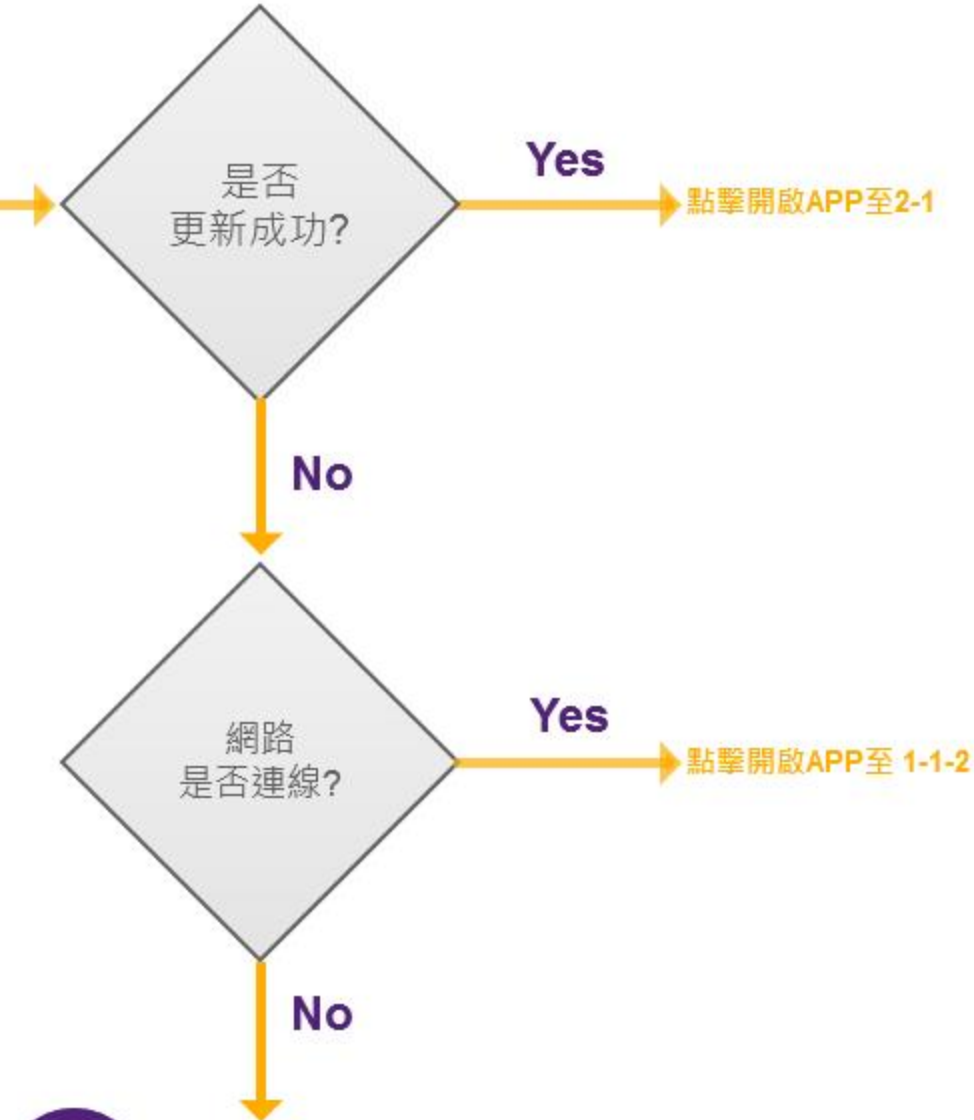 是否
更新成功?
Yes
點擊開啟APP至2-1
No
網路
是否連線?
Yes
點擊開啟APP至 1-1-2
No